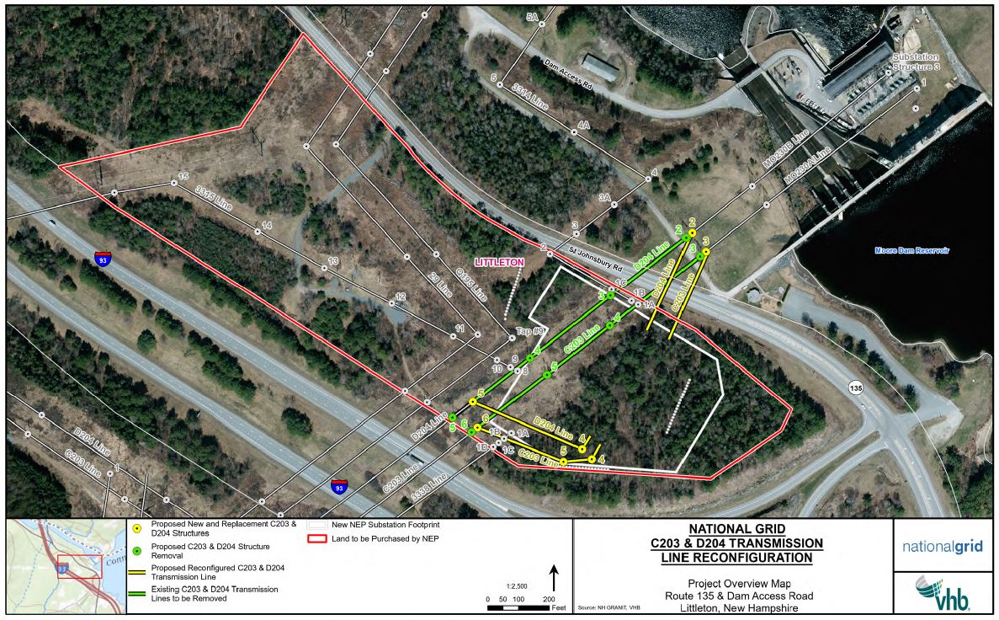 5A
Dam Access Rd
Substation
Structure 3
5
3314 Line
1
4A
MO230B Line
MO230A Line
4
15
3315 Line
3A
14
3
2
2
3
3
2
St Johnsbury Rd
D204 Line
D204 Line
C203 Line
Moore Dam Reservoir
93
13
LITTLETON
29 Line
C195 Line
1C
1B
1A
3
12
4
C203 Line
11
Tap #9
4
5
10
9
8
135
5
D204 Line
5
6
6
1B
1A
1D
1C
D204 Line
4
5
4
C203 Line
D204 Line
C203 Line
1
C203 Line
3338 Line
93
93
Conn
Proposed New and Replacement C203 &
D204 Structures
Proposed C203 & D204 Structure
Removal
Proposed Reconfigured C203 & D204
Transmission Line
Existing C203 & D204 Transmission
Lines to be Removed
New NEP Substation Footprint
Land to be Purchased by NEP
1:2,500
0 50 100 200
Feet
NATIONAL GRID
C203 & D204 TRANSMISSION
LINE RECONFIGURATION
Project Overview Map
Route 135 & Dam Access Road
Littleton, New Hampshire
Source: NH GRANIT, VHB
nationalgrid
vhb